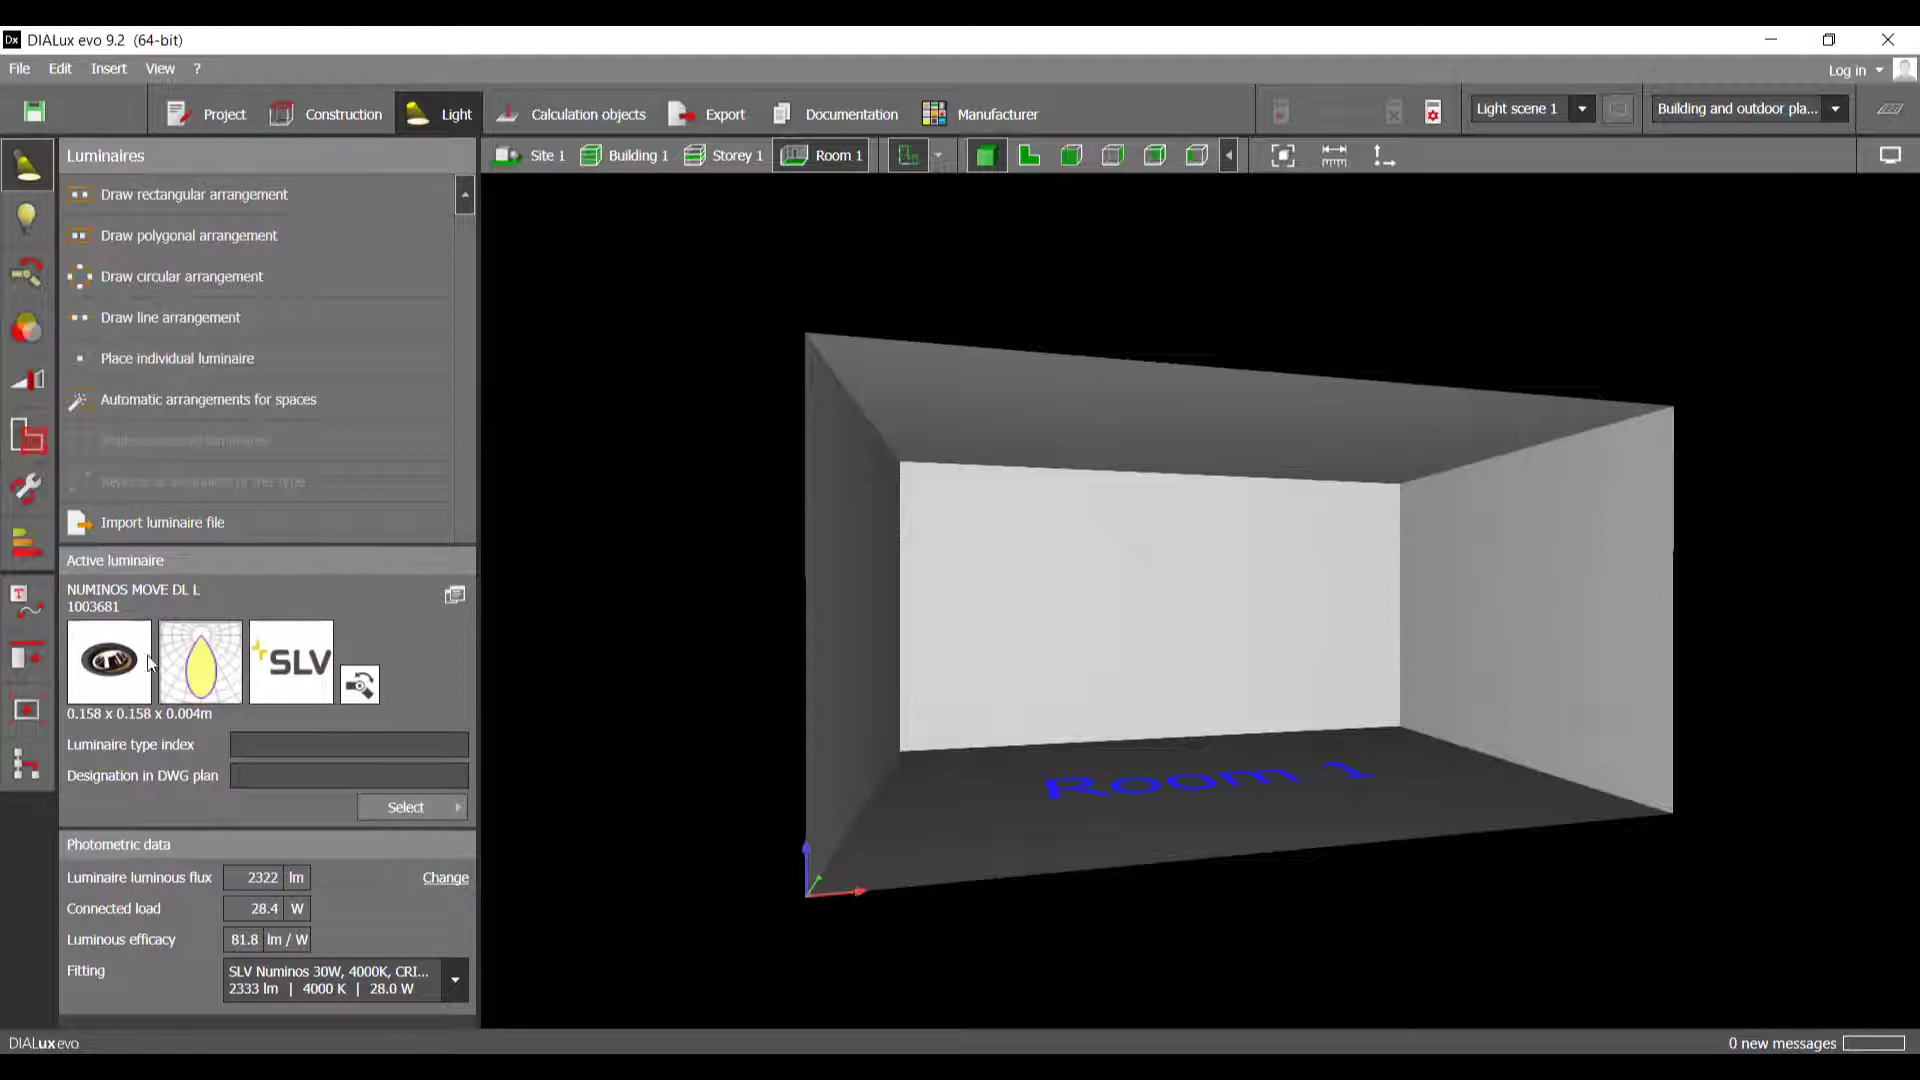 Dx DIALux evo 9.2 (64-bit)
File Edit Insert View ?
Log in
Project Construction Light Calculation objects Export Documentation Manufacturer
Light scene 1
Building and outdoor pla...
Luminaires
Site 1 Building 1 Storey 1 Room 1
Draw rectangular arrangement
Draw polygonal arrangement
Draw circular arrangement
Draw line arrangement
Place individual luminaire
Automatic arrangements for spaces
Import luminaire file
Active luminaire
NUMINOS MOVE DL L
1003681
SLV
0.158 x 0.158 x 0.004m
Luminaire type index
Designation in DWG plan
Select
Photometric data
Luminaire luminous flux 2322 lm Change
Connected load 28.4 W
Luminous efficacy 81.8 lm / W
Fitting SLV Numinos 30W, 4000K, CRI...
2333 lm | 4000 K | 28.0 W
Room 1
DIALux evo
0 new messages